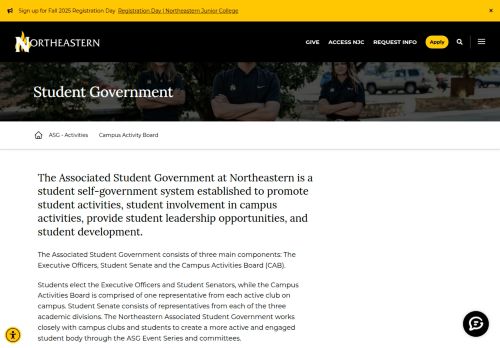 Sign up for Fall 2025 Registration Day Registration Day | Northeastern Junior College ×
NORTHEASTERN GIVE ACCESS NJC REQUEST INFO Apply
Student Government
ASG - Activities Campus Activity Board
The Associated Student Government at Northeastern is a
student self-government system established to promote
student activities, student involvement in campus
activities, provide student leadership opportunities, and
student development.
The Associated Student Government consists of three main components: The
Executive Officers, Student Senate and the Campus Activities Board (CAB).
Students elect the Executive Officers and Student Senators, while the Campus
Activities Board is comprised of one representative from each active club on
campus. Student Senate consists of representatives from each of the three
academic divisions. The Northeastern Associated Student Government works
closely with campus clubs and students to create a more active and engaged
student body through the ASG Event Series and committees.